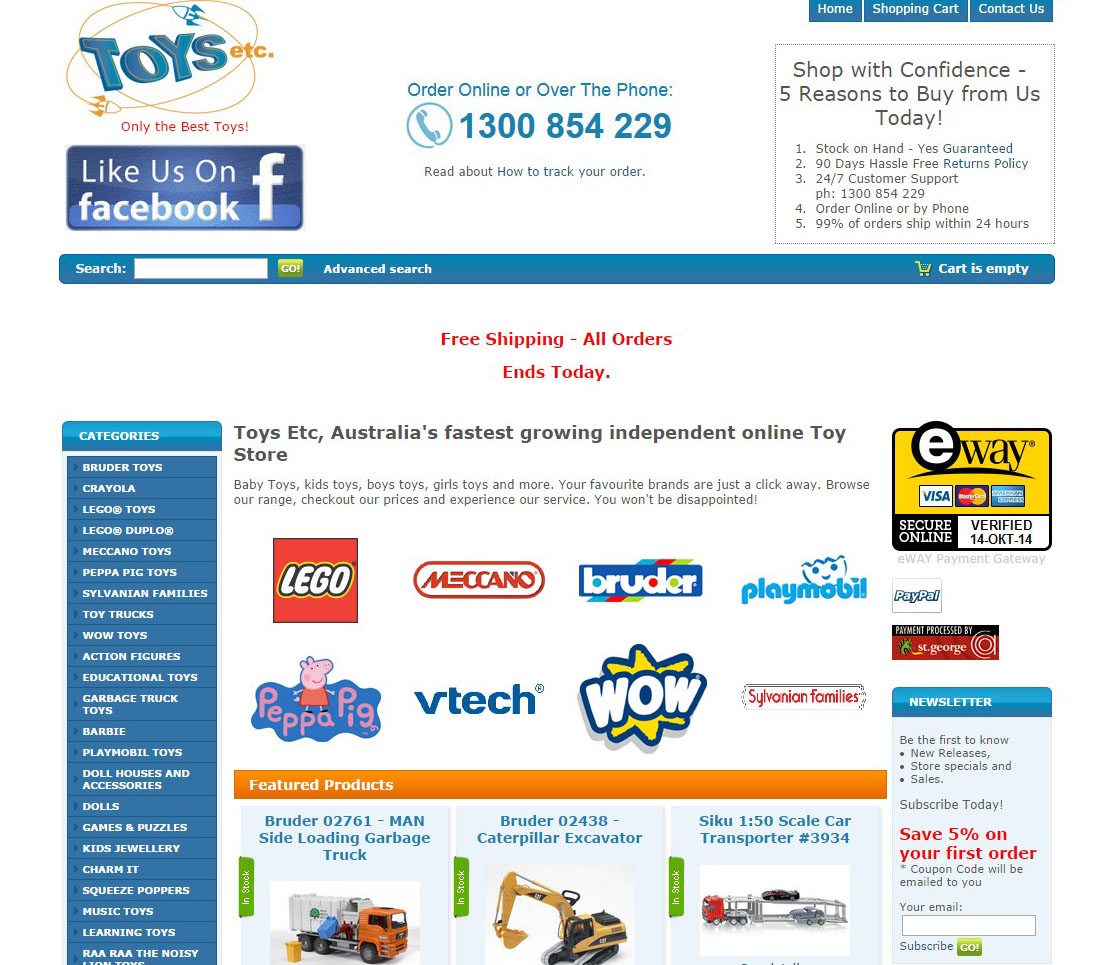 Home
Shopping Cart
Contact Us
TOYS etc.
Only the Best Toys!
Like Us On
facebook
Order Online or Over The Phone:
1300 854 229
Read about How to track your order.
Shop with Confidence -
5 Reasons to Buy from Us
Today!
1. Stock on Hand - Yes Guaranteed
2. 90 Days Hassle Free Returns Policy
3. 24/7 Customer Support
ph: 1300 854 229
4. Order Online or by Phone
5. 99% of orders ship within 24 hours
Search:
GO!
Advanced search
Cart is empty
Free Shipping - All Orders
Ends Today.
CATEGORIES
BRUDER TOYS
CRAYOLA
LEGO® TOYS
LEGO® DUPLO®
MECCANO TOYS
PEPPA PIG TOYS
SYLVANIAN FAMILIES
TOY TRUCKS
WOW TOYS
ACTION FIGURES
EDUCATIONAL TOYS
GARBAGE TRUCK
TOYS
BARBIE
PLAYMOBIL TOYS
DOLL HOUSES AND
ACCESSORIES
DOLLS
GAMES & PUZZLES
KIDS JEWELLERY
CHARM IT
SQUEEZE POPPERS
MUSIC TOYS
LEARNING TOYS
RAA RAA THE NOISY
LION TOYS
Toys Etc, Australia's fastest growing independent online Toy
Store
Baby Toys, kids toys, boys toys, girls toys and more. Your favourite brands are just a click away. Browse
our range, checkout our prices and experience our service. You won't be disappointed!
LEGO
MECCANO
bruder
playmobil
Peppa Pig
vtech®
WOW
Sylvanian Families
Featured Products
Bruder 02761 - MAN
Side Loading Garbage
Truck
In Stock
Bruder 02438 -
Caterpillar Excavator
In Stock
CAT
Siku 1:50 Scale Car
Transporter #3934
In Stock
eway®
VISA
MasterCard
AMERICAN EXPRESS
SECURE
ONLINE
VERIFIED
14-OKT-14
eWAY Payment Gateway
PayPal
PAYMENT PROCESSED BY
st.george
NEWSLETTER
Be the first to know
• New Releases,
• Store specials and
• Sales.
Subscribe Today!
Save 5% on
your first order
* Coupon Code will be
emailed to you
Your email:
Subscribe GO!